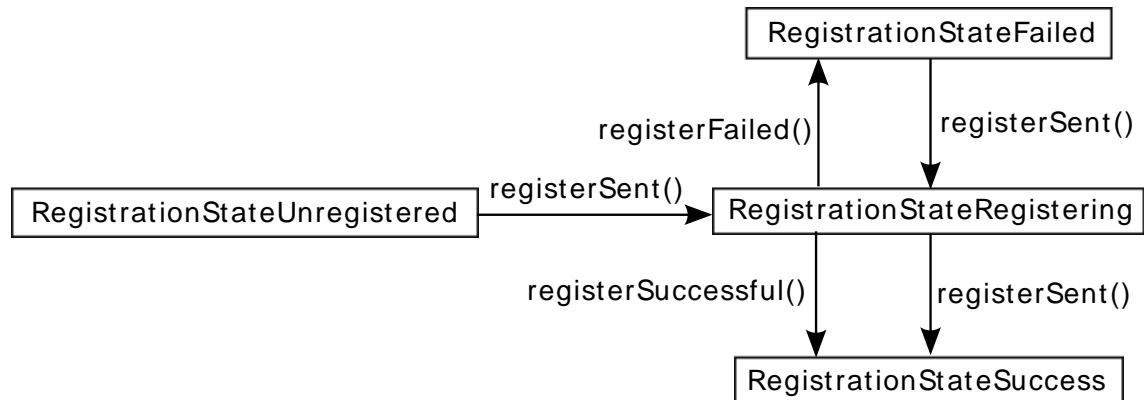 RegistrationStateFailed
registerFailed()
registerSent()
registerSent()
RegistrationStateUnregistered
RegistrationStateRegistering
registerSuccessful()
registerSent()
RegistrationStateSuccess